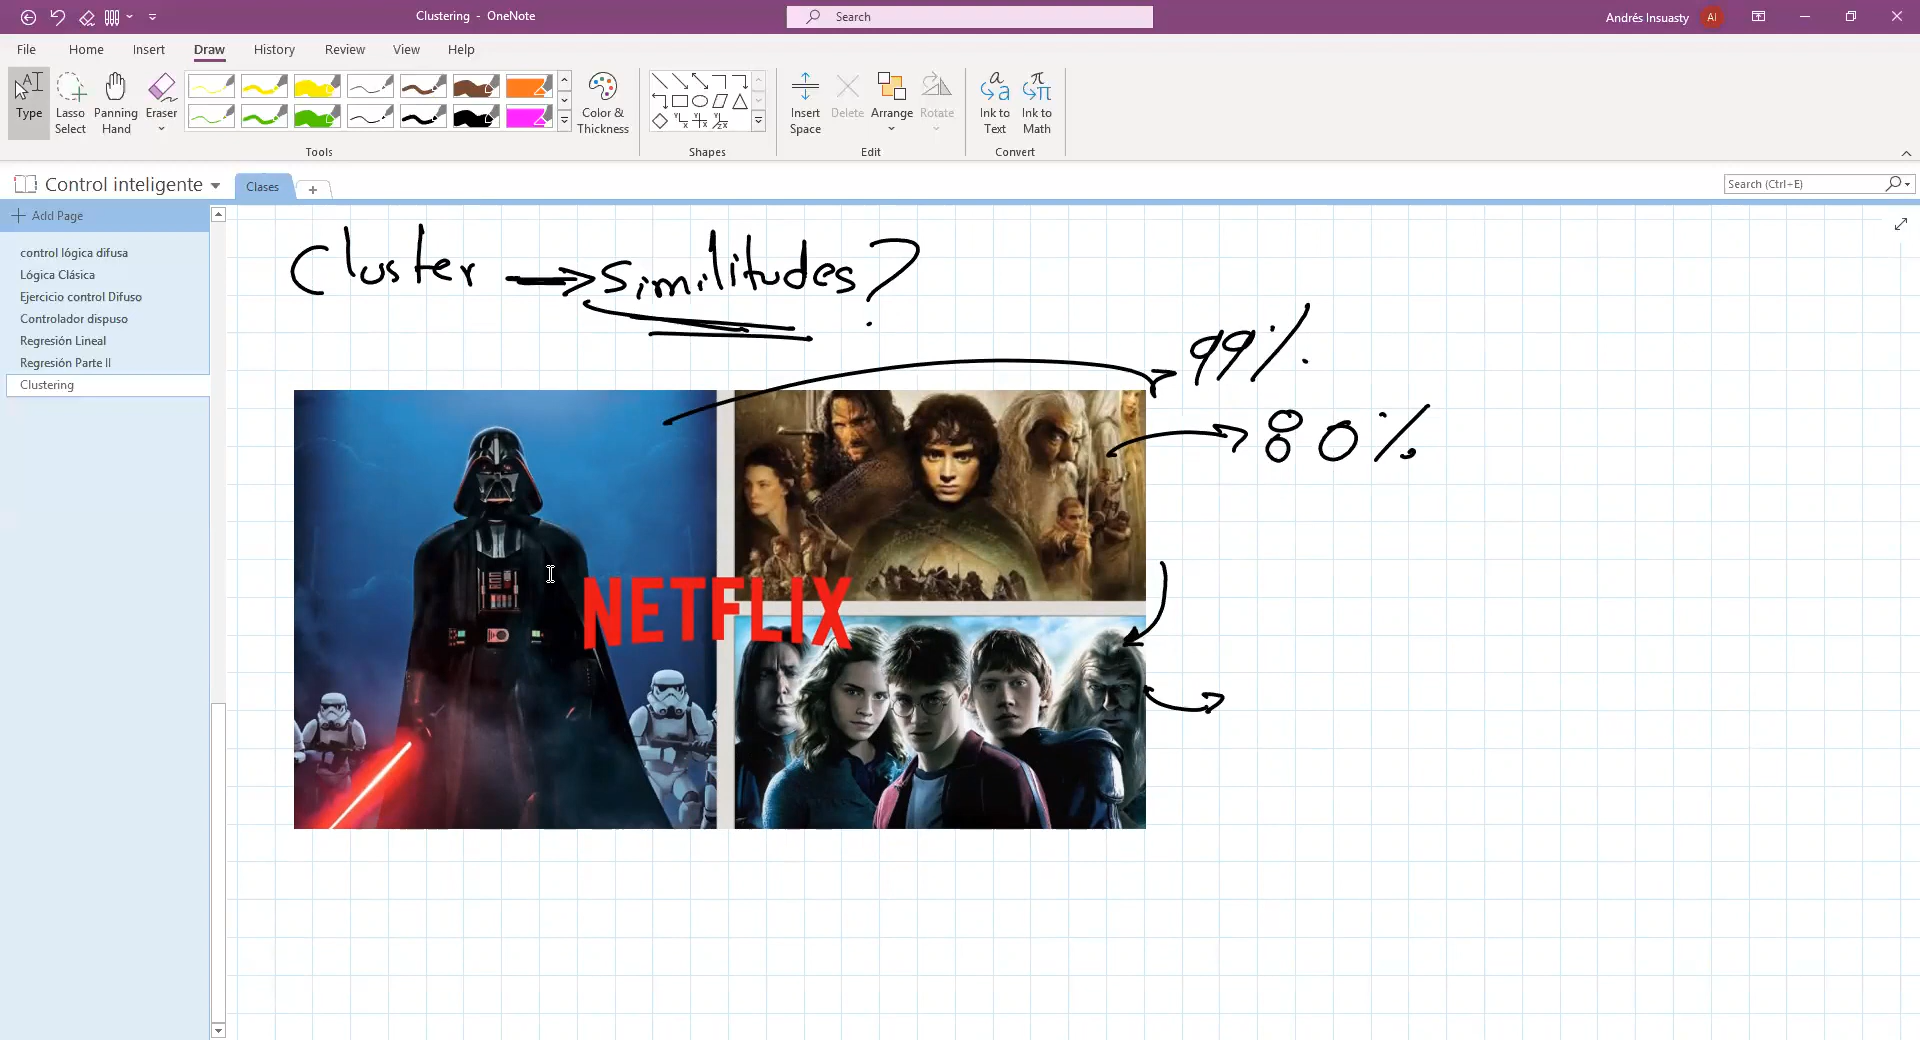 Clustering - OneNote
Search
Andrés Insuasty
AI
File Home Insert Draw History Review View Help
Type
Lasso Select
Panning Hand
Eraser
Color & Thickness
Insert Space
Delete
Arrange
Rotate
Ink to Text
Ink to Math
Tools
Shapes
Edit
Convert
Control inteligente
Clases
Search (Ctrl+E)
Add Page
control lógica difusa
Lógica Clásica
Ejercicio control Difuso
Controlador dispuso
Regresión Lineal
Regresión Parte II
Clustering
Cluster → similitudes?
99%
80%
NETFLIX